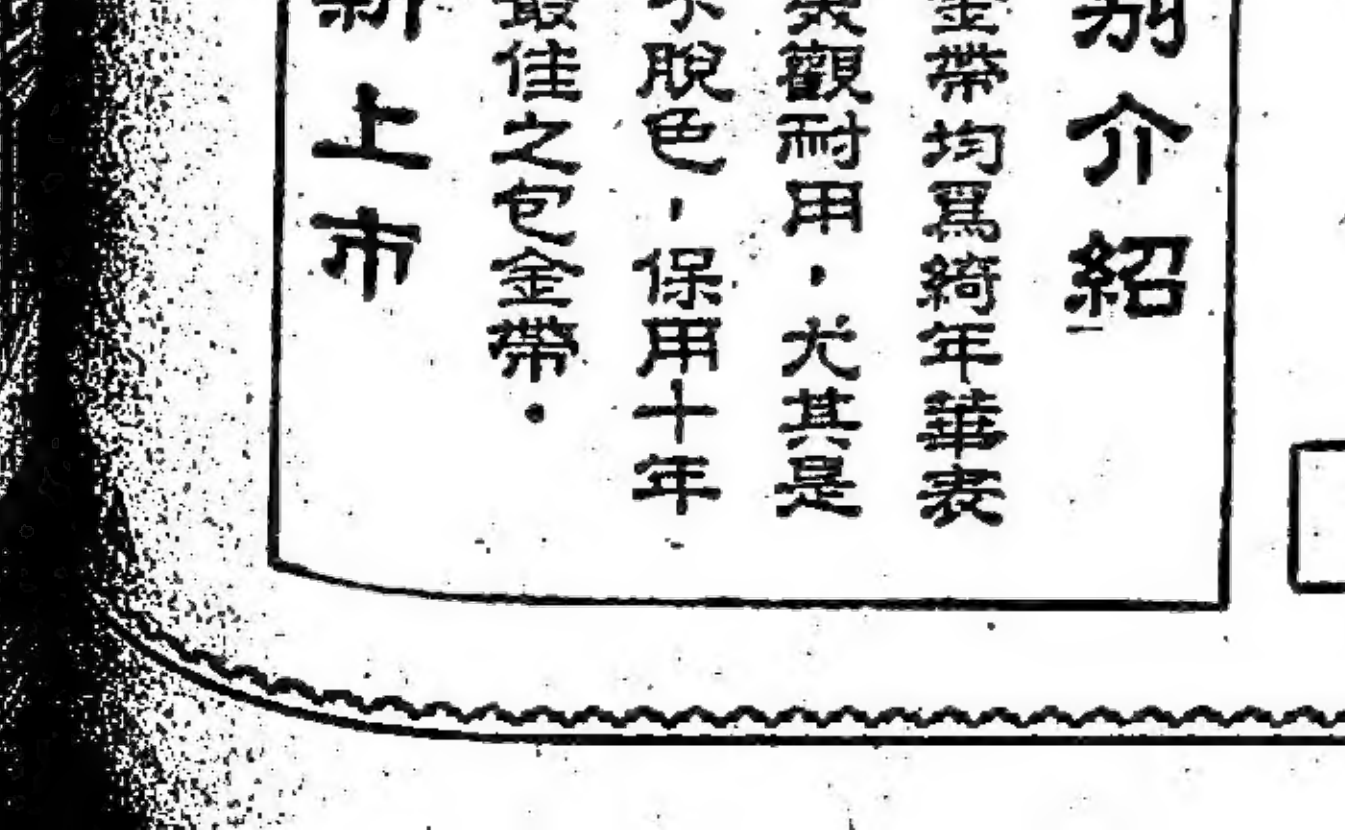 别介紹
金帶均爲綺年華表
美觀耐用，尤其是
不脫色，保用十年
最佳之包金帶．
新上市